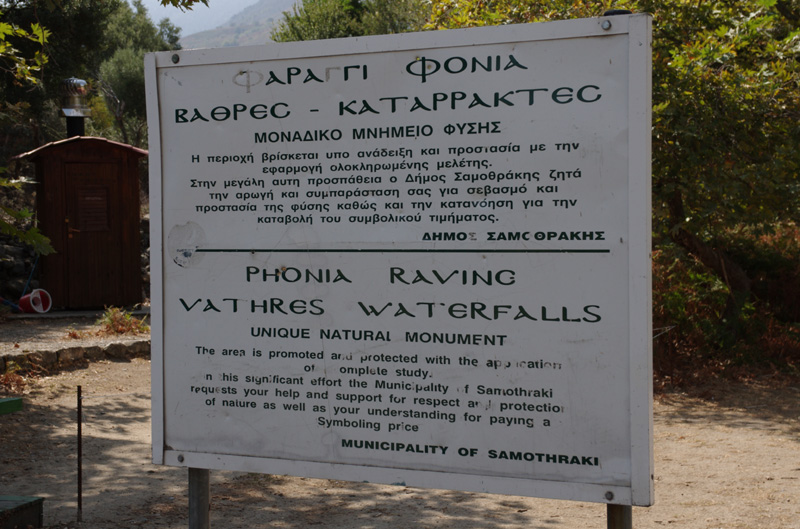 ΦΑΡΑΓΓΙ ΦΟΝΙΑ
ΒΑΘΡΕΣ - ΚΑΤΑΡΡΑΚΤΕΣ
ΜΟΝΑΔΙΚΟ ΜΝΗΜΕΙΟ ΦΥΣΗΣ
Η περιοχή βρίσκεται υπο ανάδειξη και προστασία με την
εφαρμογή ολοκληρωμένης μελέτης.
Στην μεγάλη αυτη προσπάθεια ο Δήμος Σαμοθράκης ζητά
την αρωγή και συμπαράσταση σας για σεβασμό και
προστασία της φύσης καθώς και την κατανόηση για την
καταβολή του συμβολικού τιμήματος.
ΔΗΜΟΣ ΣΑΜΟΘΡΑΚΗΣ
PHONIA RAVING
VATHRES WATERFALLS
UNIQUE NATURAL MONUMENT
The area is promoted and protected with the application
of omplete study.
n this significant effort the Municipality f Samothraki
requests your help and support for respect and protection
of nature as well as your understanding for paying a
Symboling price
MUNICIPALITY OF SAMOTHRAKI